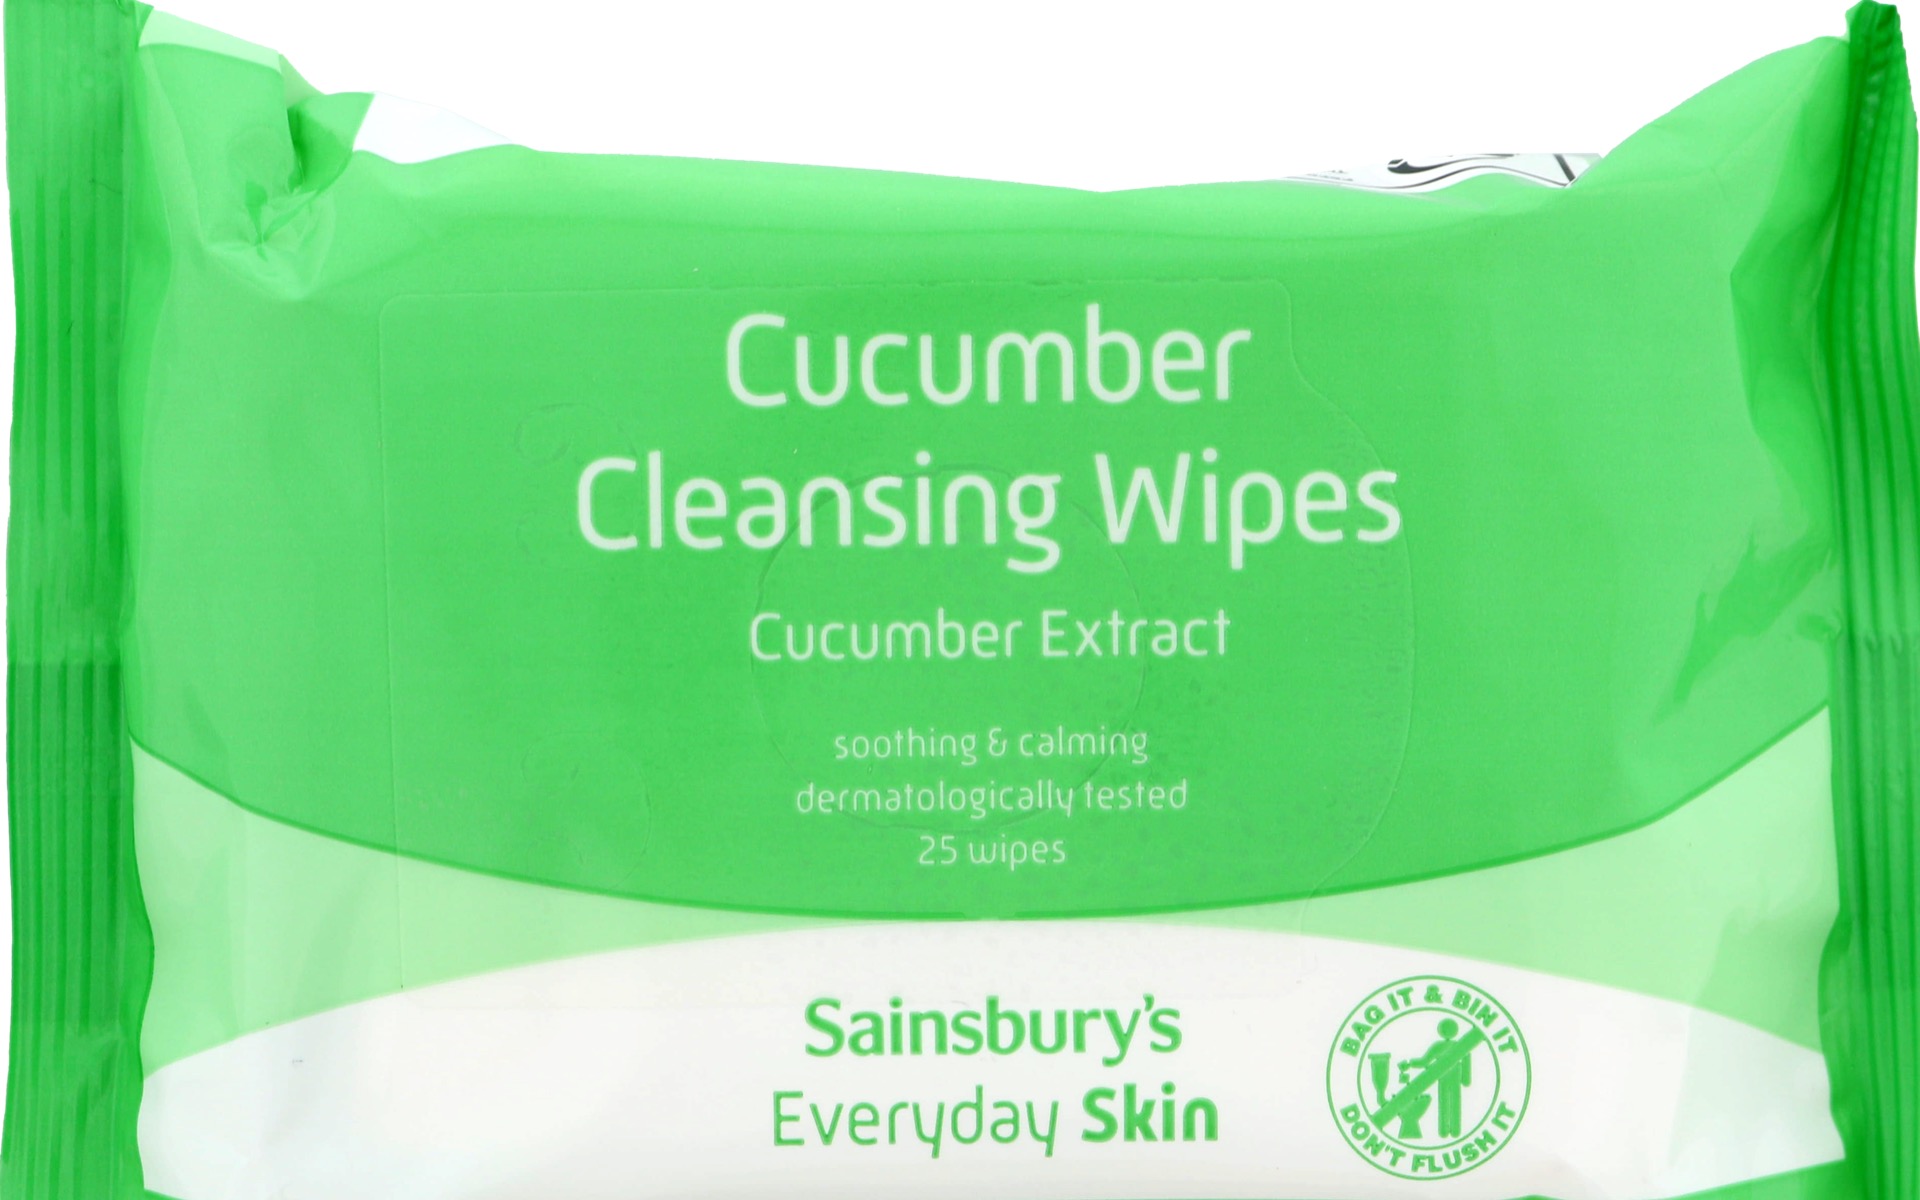 Cucumber
Cleansing Wipes
Cucumber Extract
soothing & calming
dermatologically tested
25 wipes
Sainsbury's
Everyday Skin
BAG IT & BIN IT
DON'T FLUSH IT